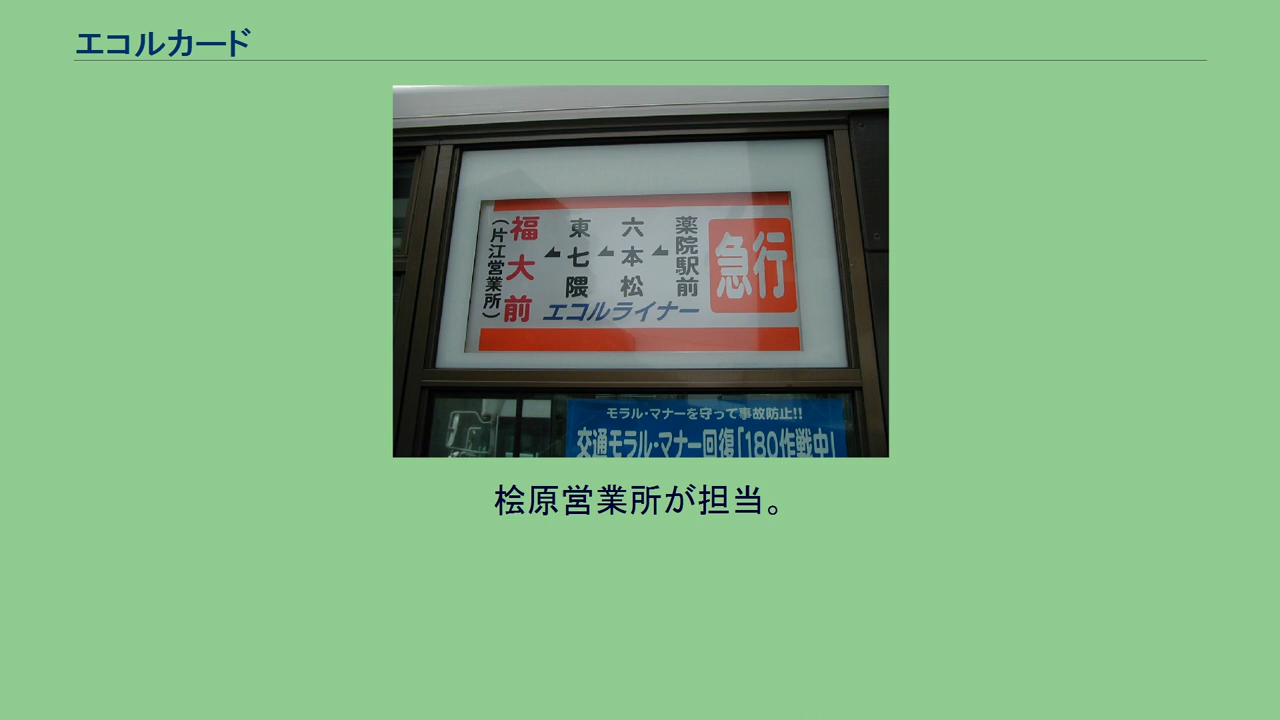 エコルカード
急行
薬院駅前
六本松
東七隈
福大前
(片江営業所)
エコルライナー
モラル・マナーを守って事故防止!!
交通モラル・マナー回復「180作戦中」
桧原営業所が担当。